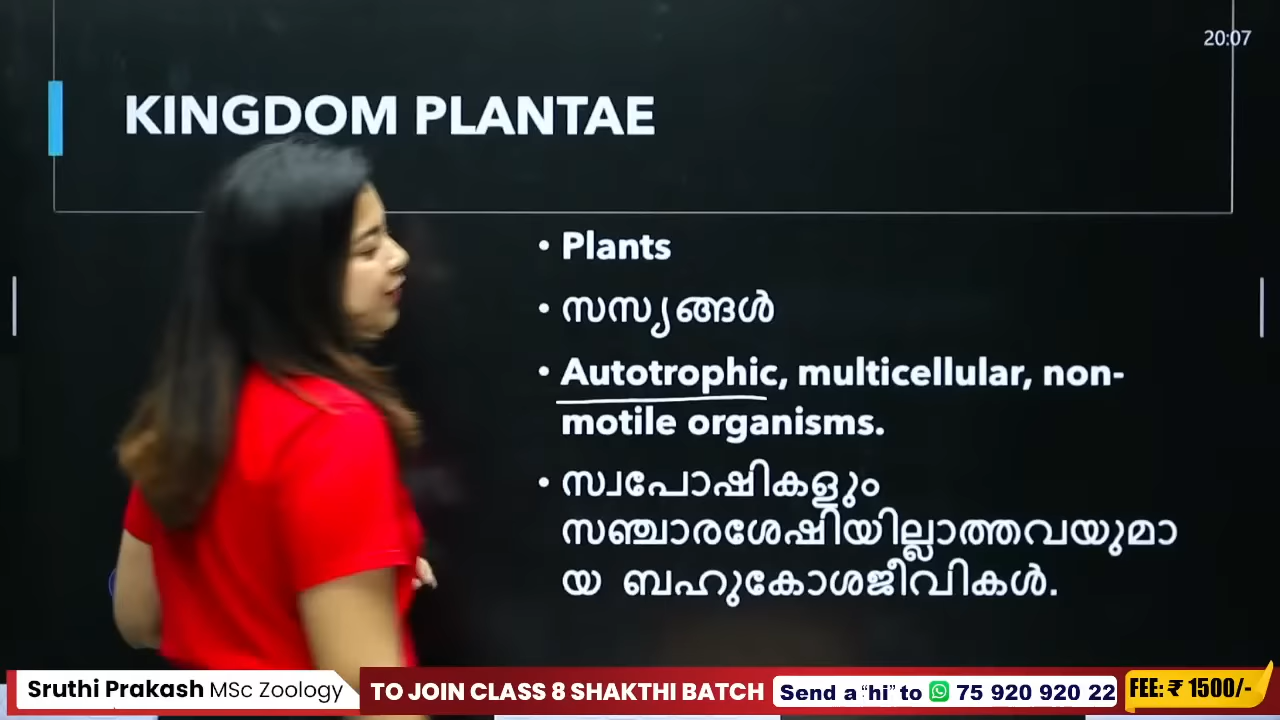 20:07
KINGDOM PLANTAE
• Plants
• സസ്യങ്ങൾ
• Autotrophic, multicellular, non-
motile organisms.
• സ്വപോഷികളും
സഞ്ചാരശേഷിയില്ലാത്തവയുമാ
യ ബഹുകോശജീവികൾ.
Sruthi Prakash MSc Zoology TO JOIN CLASS 8 SHAKTHI BATCH Send a “hi” to 75 920 920 22 FEE: ₹ 1500/-